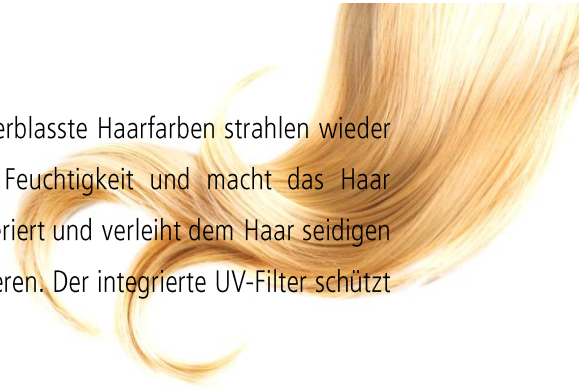 erblasste Haarfarben strahlen wieder
Feuchtigkeit und macht das Haar
eriert und verleiht dem Haar seidigen
eren. Der integrierte UV-Filter schützt